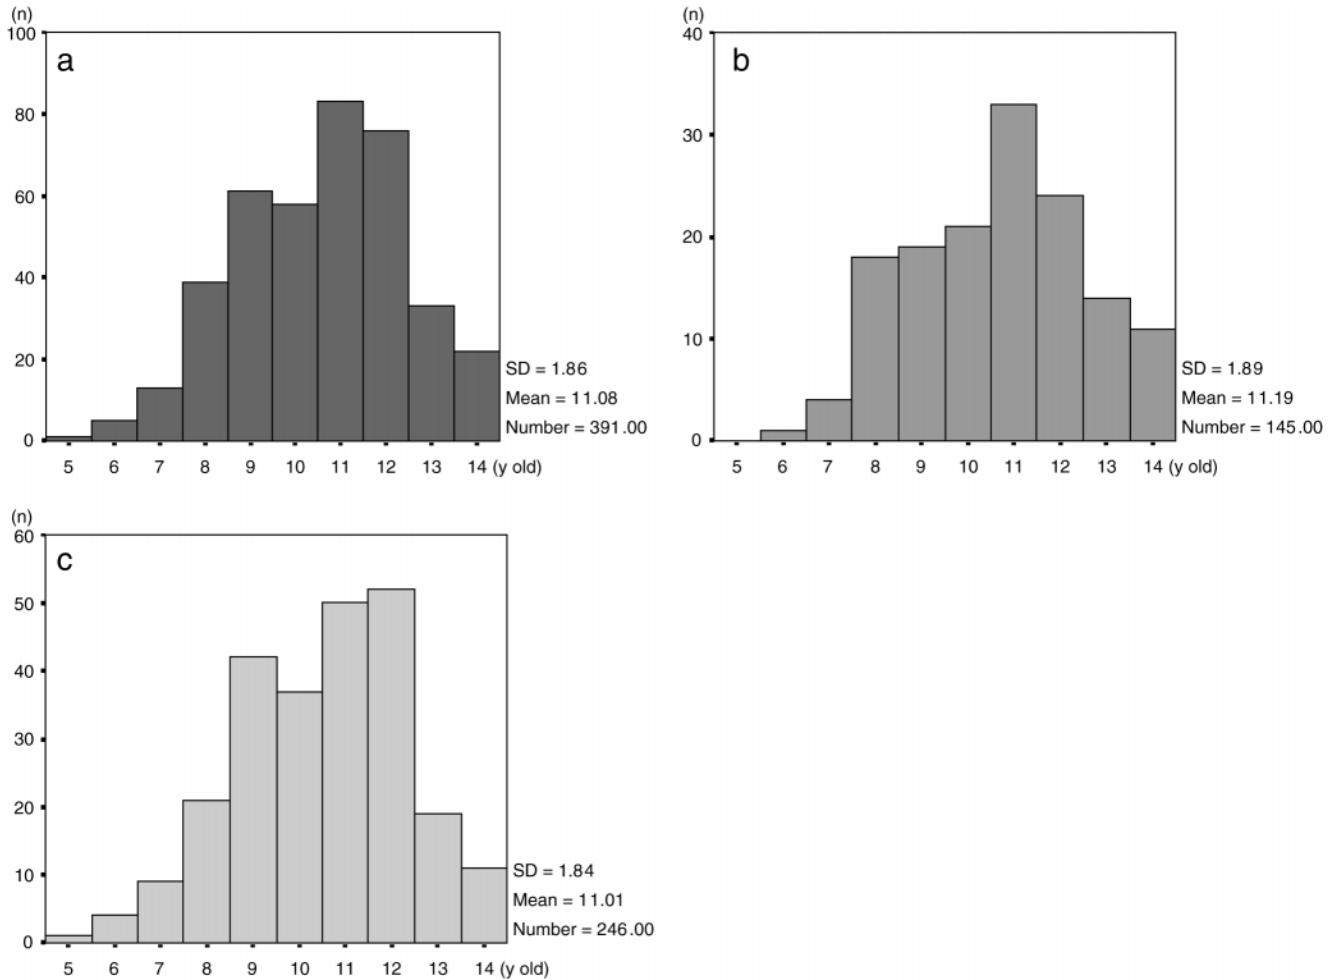 (n)
100
80
60
40
20
0
a
5 6 7 8 9 10 11 12 13 14 (y old)
SD = 1.86
Mean = 11.08
Number = 391.00
(n)
40
30
20
10
0
b
5 6 7 8 9 10 11 12 13 14 (y old)
SD = 1.89
Mean = 11.19
Number = 145.00
(n)
60
50
40
30
20
10
0
c
5 6 7 8 9 10 11 12 13 14 (y old)
SD = 1.84
Mean = 11.01
Number = 246.00